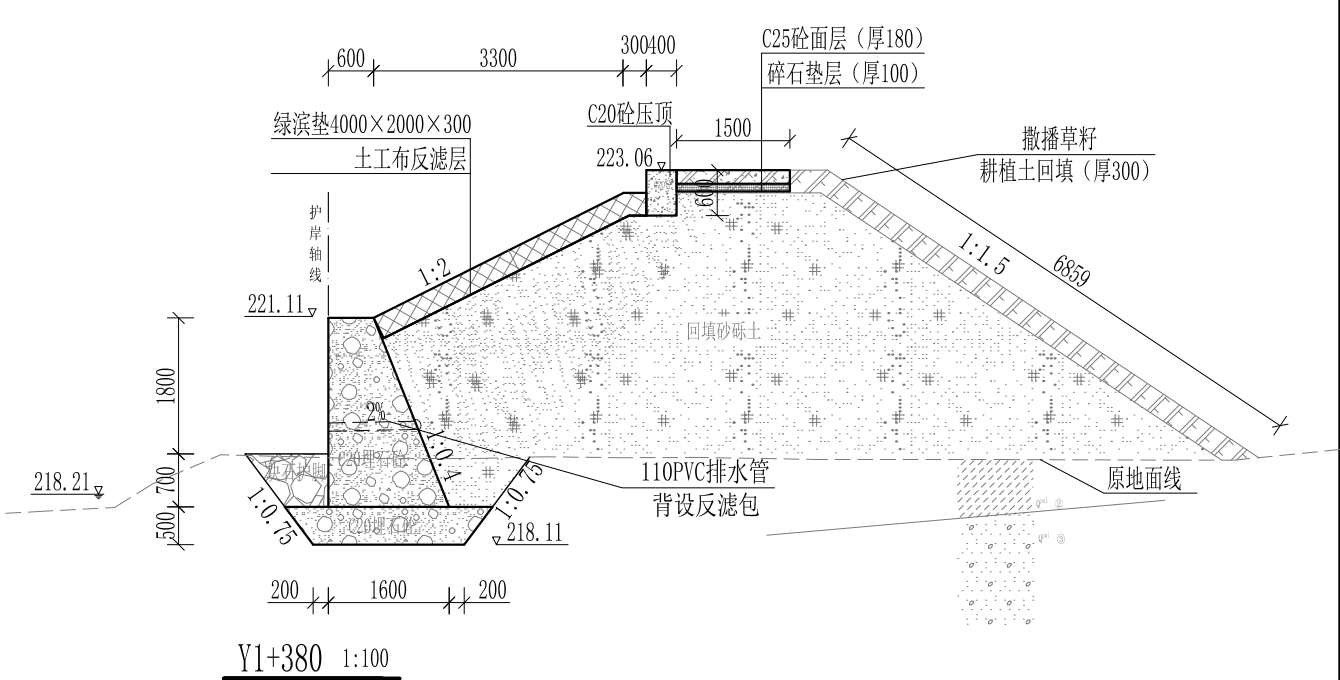 C25砼面层（厚180）
碎石垫层（厚100）
600
3300
300400
绿滨垫4000×2000×300
土工布反滤层
C20砼压顶
223.06
1500
600
撒播草籽
耕植土回填（厚300）
护岸轴线
1:2
1:1.5
6859
221.11
回填砂砾土
1800
2%
1:0.4
C20埋石砼
218.21
700
110PVC排水管
背设反滤包
原地面线
1:0.75
1:0.75
500
C20埋石砼
218.11
②
③
200
1600
200
Y1+380 1:100